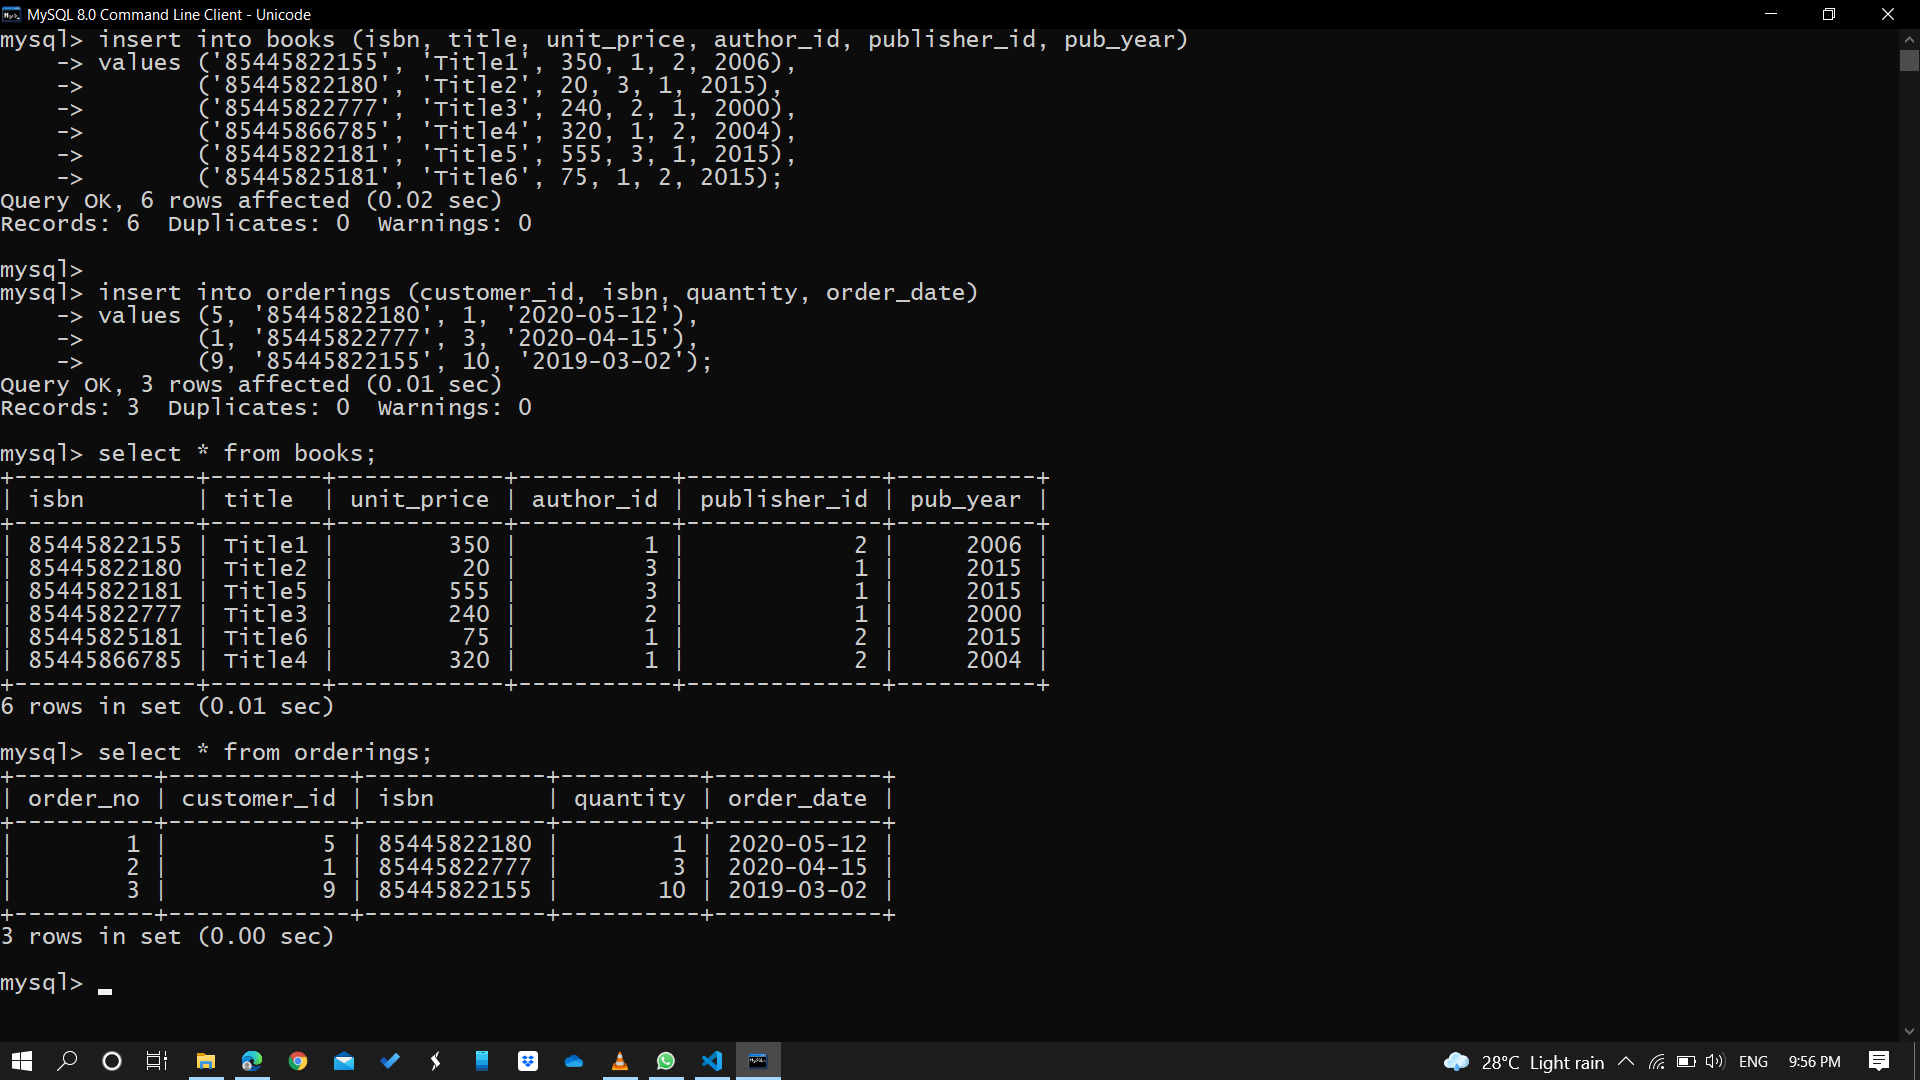 MySQL 8.0 Command Line Client - Unicode
mysql> insert into books (isbn, title, unit_price, author_id, publisher_id, pub_year)
    -> values ('85445822155', 'Title1', 350, 1, 2, 2006),
    ->        ('85445822180', 'Title2', 20, 3, 1, 2015),
    ->        ('85445822777', 'Title3', 240, 2, 1, 2000),
    ->        ('85445866785', 'Title4', 320, 1, 2, 2004),
    ->        ('85445822181', 'Title5', 555, 3, 1, 2015),
    ->        ('85445825181', 'Title6', 75, 1, 2, 2015);
Query OK, 6 rows affected (0.02 sec)
Records: 6  Duplicates: 0  Warnings: 0
mysql>
mysql> insert into orderings (customer_id, isbn, quantity, order_date)
    -> values (5, '85445822180', 1, '2020-05-12'),
    ->        (1, '85445822777', 3, '2020-04-15'),
    ->        (9, '85445822155', 10, '2019-03-02');
Query OK, 3 rows affected (0.01 sec)
Records: 3  Duplicates: 0  Warnings: 0
mysql> select * from books;
+-------------+--------+------------+-----------+--------------+----------+
| isbn        | title  | unit_price | author_id | publisher_id | pub_year |
+-------------+--------+------------+-----------+--------------+----------+
| 85445822155 | Title1 |        350 |         1 |            2 |     2006 |
| 85445822180 | Title2 |         20 |         3 |            1 |     2015 |
| 85445822181 | Title5 |        555 |         3 |            1 |     2015 |
| 85445822777 | Title3 |        240 |         2 |            1 |     2000 |
| 85445825181 | Title6 |         75 |         1 |            2 |     2015 |
| 85445866785 | Title4 |        320 |         1 |            2 |     2004 |
+-------------+--------+------------+-----------+--------------+----------+
6 rows in set (0.01 sec)
mysql> select * from orderings;
+----------+-------------+-------------+----------+------------+
| order_no | customer_id | isbn        | quantity | order_date |
+----------+-------------+-------------+----------+------------+
|        1 |           5 | 85445822180 |        1 | 2020-05-12 |
|        2 |           1 | 85445822777 |        3 | 2020-04-15 |
|        3 |           9 | 85445822155 |       10 | 2019-03-02 |
+----------+-------------+-------------+----------+------------+
3 rows in set (0.00 sec)
mysql> _
28°C Light rain ENG 9:56 PM